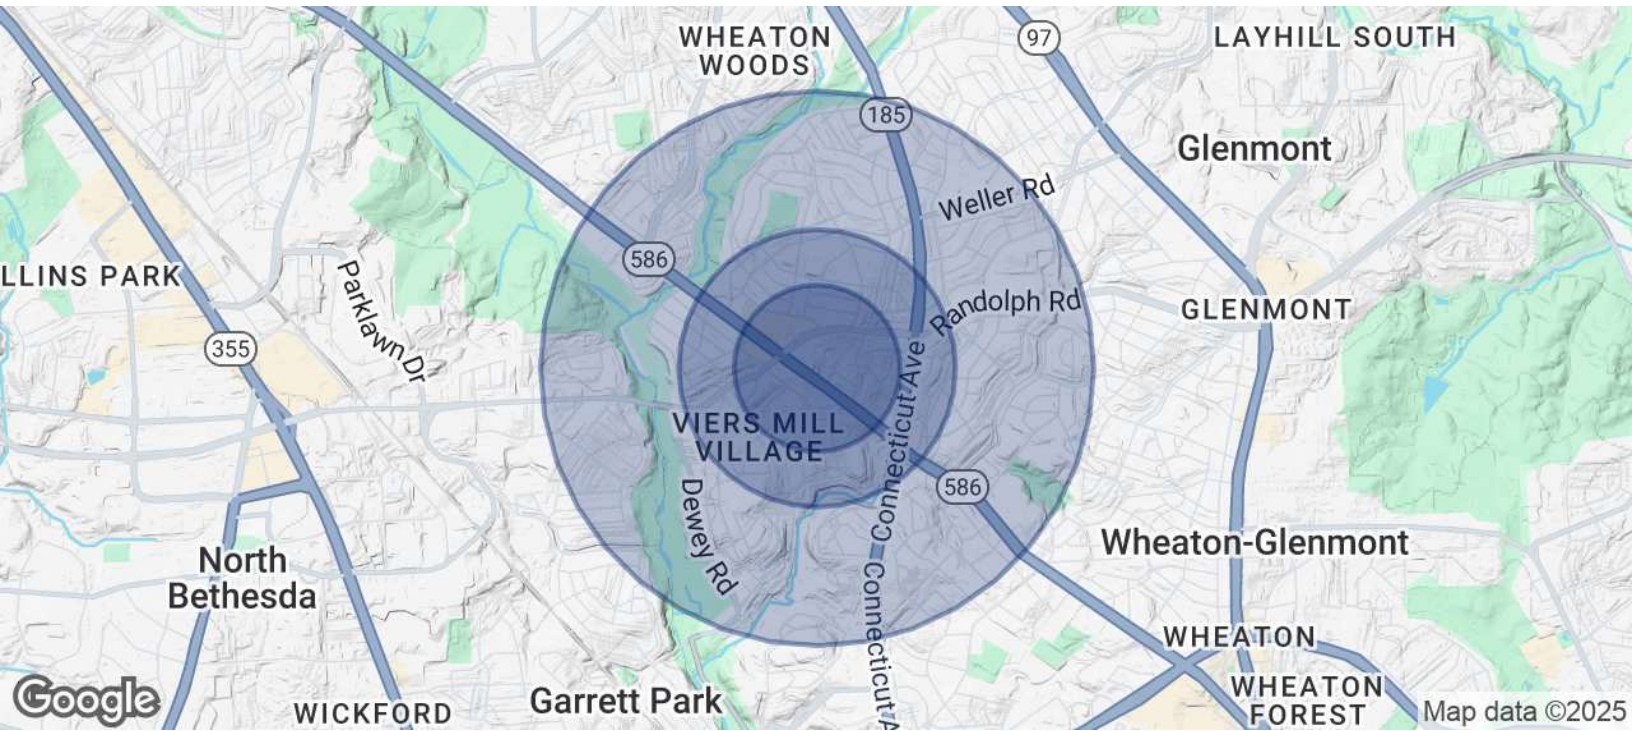 WHEATON
WOODS
97
LAYHILL SOUTH
185
Glenmont
Weller Rd
586
LLINS PARK
Parklawn Dr
Randolph Rd
GLENMONT
355
Connecticut Ave
VIERS MILL
VILLAGE
586
Dewey Rd
Connecticut A
Wheaton-Glenmont
North
Bethesda
WHEATON
WHEATON
FOREST
Garrett Park
WICKFORD
Google
Map data ©2025